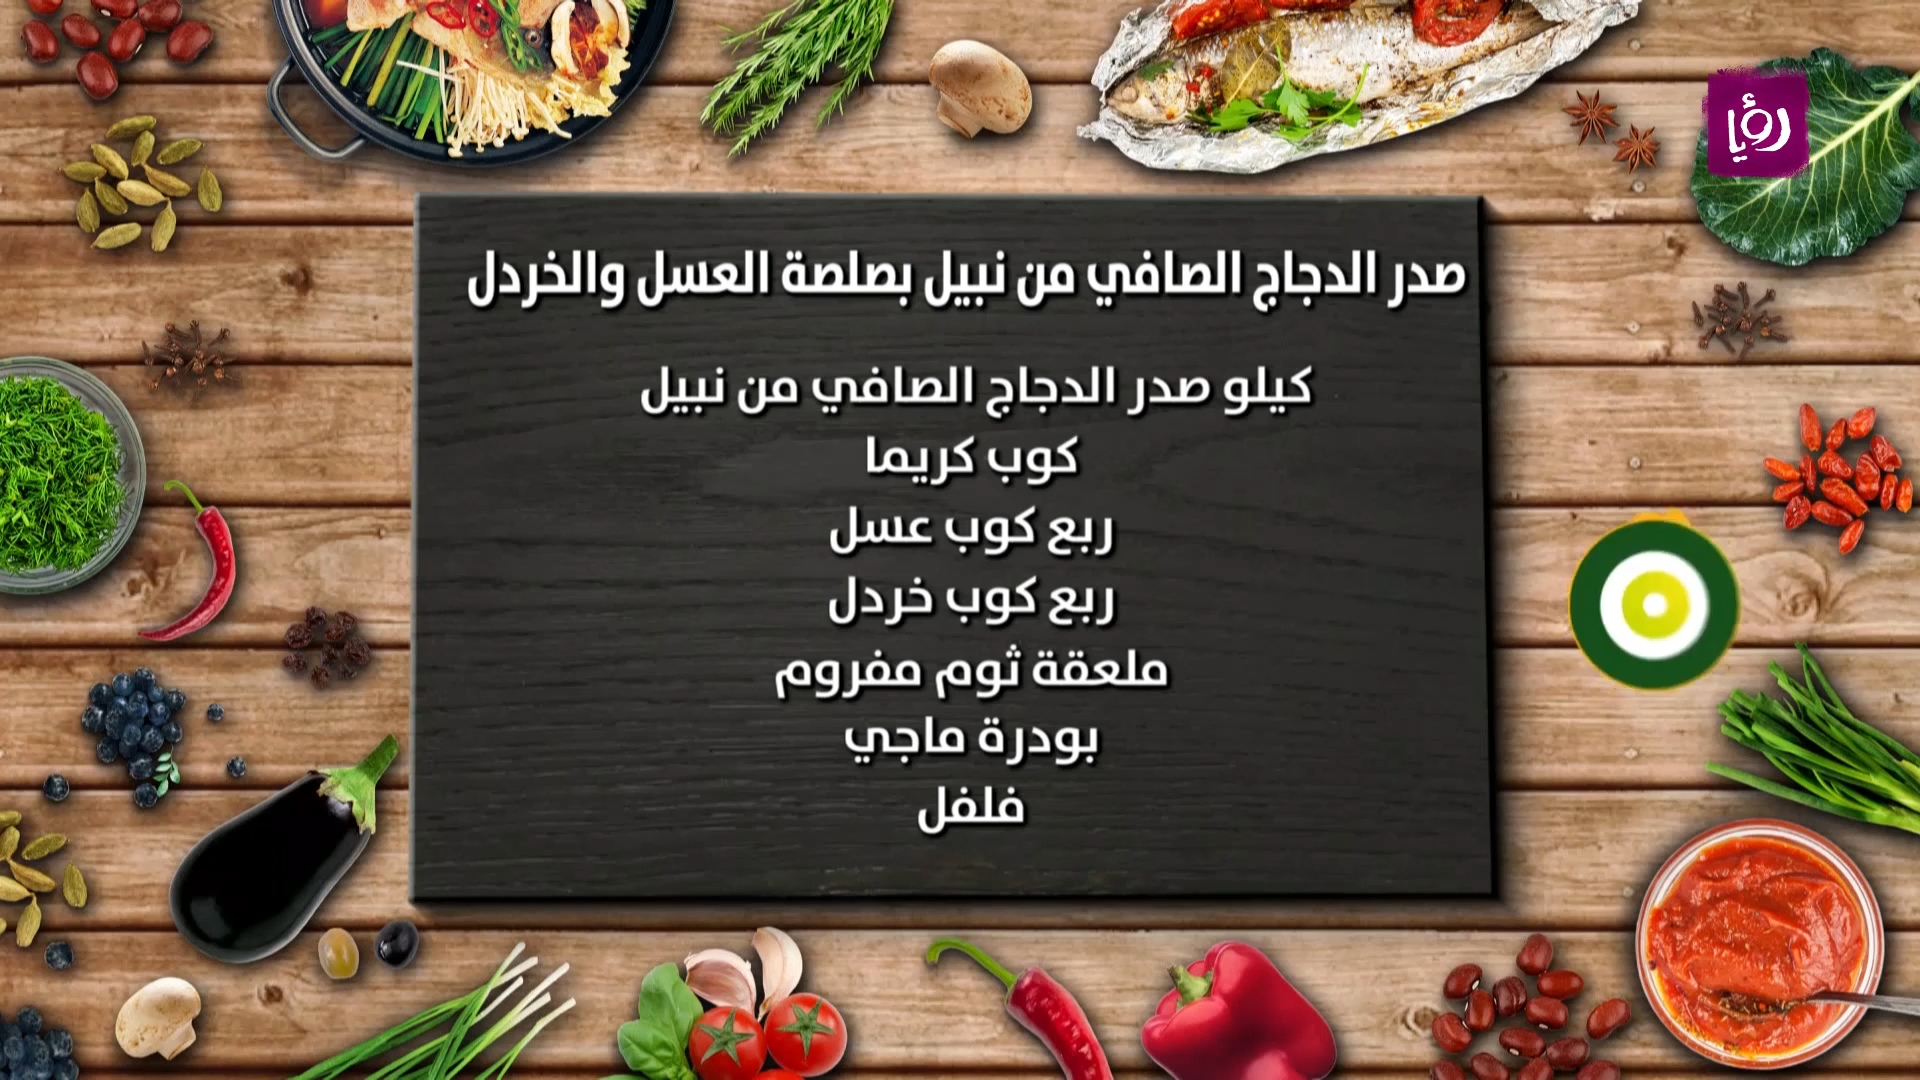 رؤيا
صدر الدجاج الصافي من نبيل بصلصة العسل والخردل
كيلو صدر الدجاج الصافي من نبيل
كوب كريما
ربع كوب عسل
ربع كوب خردل
ملعقة ثوم مفروم
بودرة ماجي
فلفل